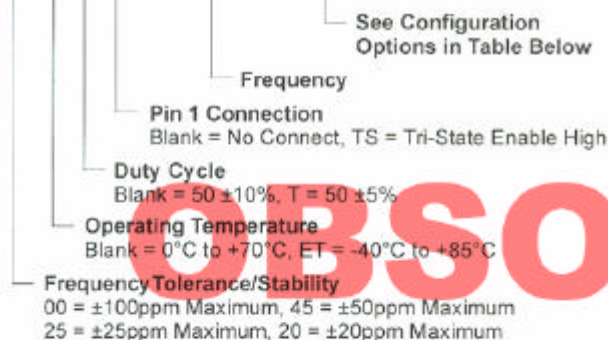 See Configuration
Options in Table Below
Frequency
Pin 1 Connection
Blank = No Connect, TS = Tri-State Enable High
Duty Cycle
Blank = 50 ±10%, T = 50 ±5%
Operating Temperature
Blank = 0°C to +70°C, ET = -40°C to +85°C
Frequency Tolerance/Stability
00 = ±100ppm Maximum, 45 = ±50ppm Maximum
25 = ±25ppm Maximum, 20 = ±20ppm Maximum
OBSO